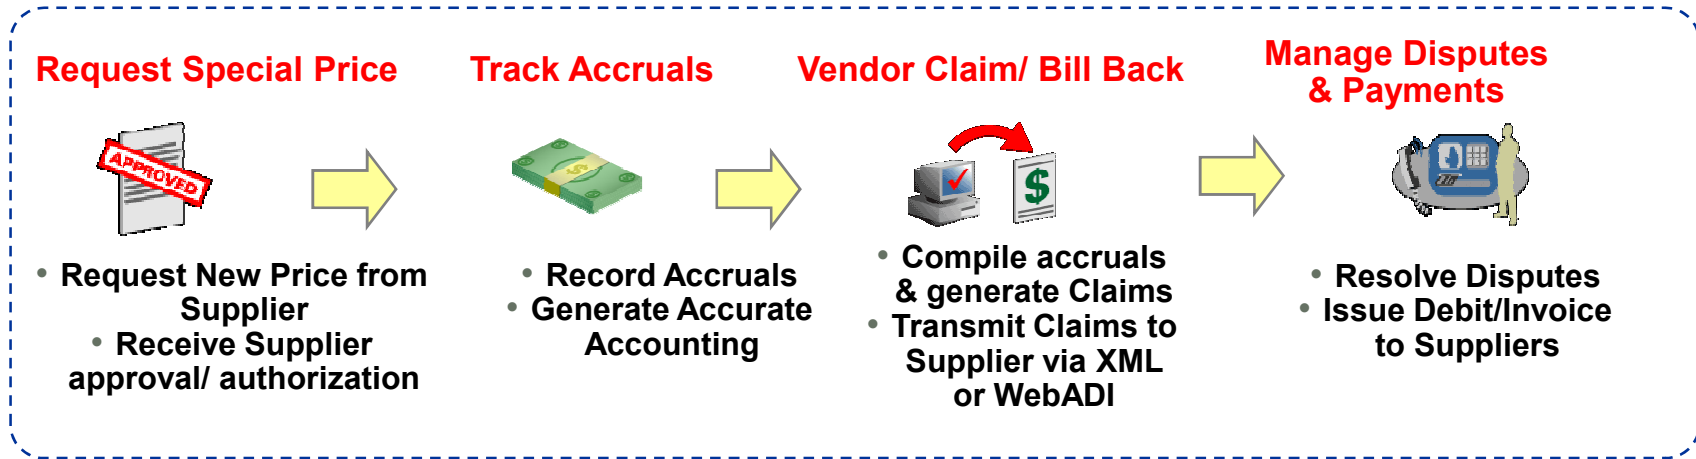 Request Special Price
APPROVED
• Request New Price from
Supplier
• Receive Supplier
approval/ authorization
Track Accruals
$
• Record Accruals
• Generate Accurate
Accounting
Vendor Claim/ Bill Back
$
• Compile accruals
& generate Claims
• Transmit Claims to
Supplier via XML
or WebADI
Manage Disputes
& Payments
• Resolve Disputes
• Issue Debit/Invoice
to Suppliers